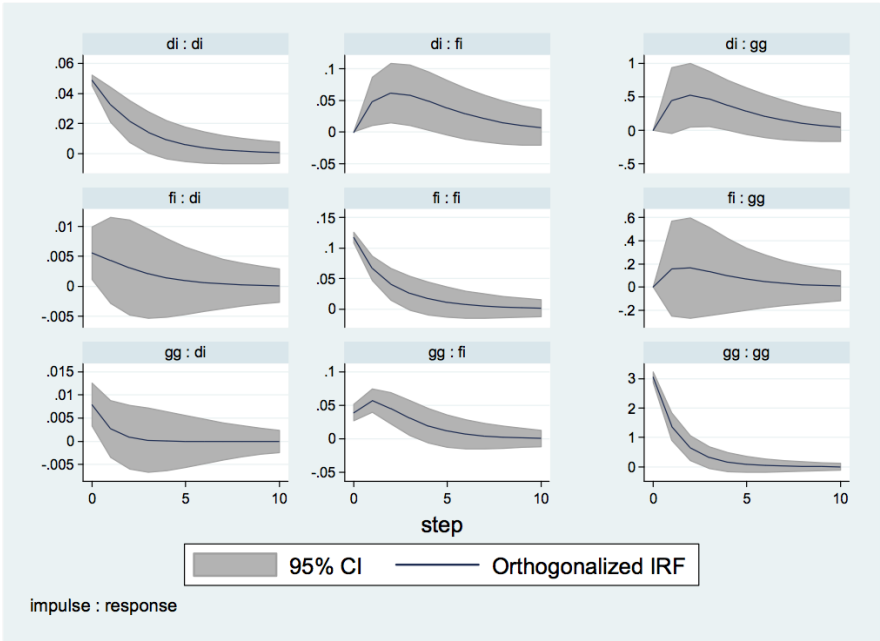 di : di
di : fi
di : gg
.06
.04
.02
0
.1
.05
0
-.05
1
.5
0
-.5
fi : di
fi : fi
fi : gg
.01
.005
0
-.005
.15
.1
.05
0
.6
.4
.2
0
-.2
gg : di
gg : fi
gg : gg
.015
.01
.005
0
-.005
.1
.05
0
-.05
3
2
1
0
0 5 10
0 5 10
0 5 10
step
95% CI Orthogonalized IRF
impulse : response